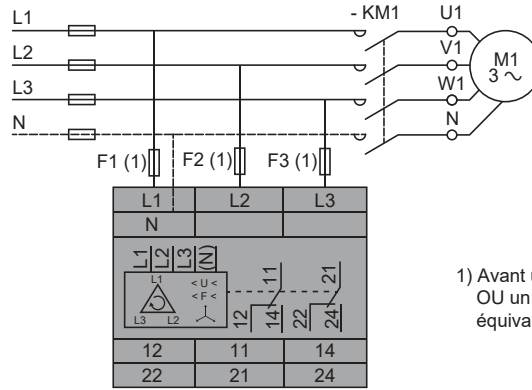 L1
- KM1
U1
L2
V1
L3
W1
M1
3 ~
N
N
F1 (1)
F2 (1)
F3 (1)
L1 L2 L3
N
L1 L2 L3 (N)
L1
L3 L2
< U <
< F <
11
12 14
21
22 24
12 11 14
22 21 24
1) Avant
OU un
équiva